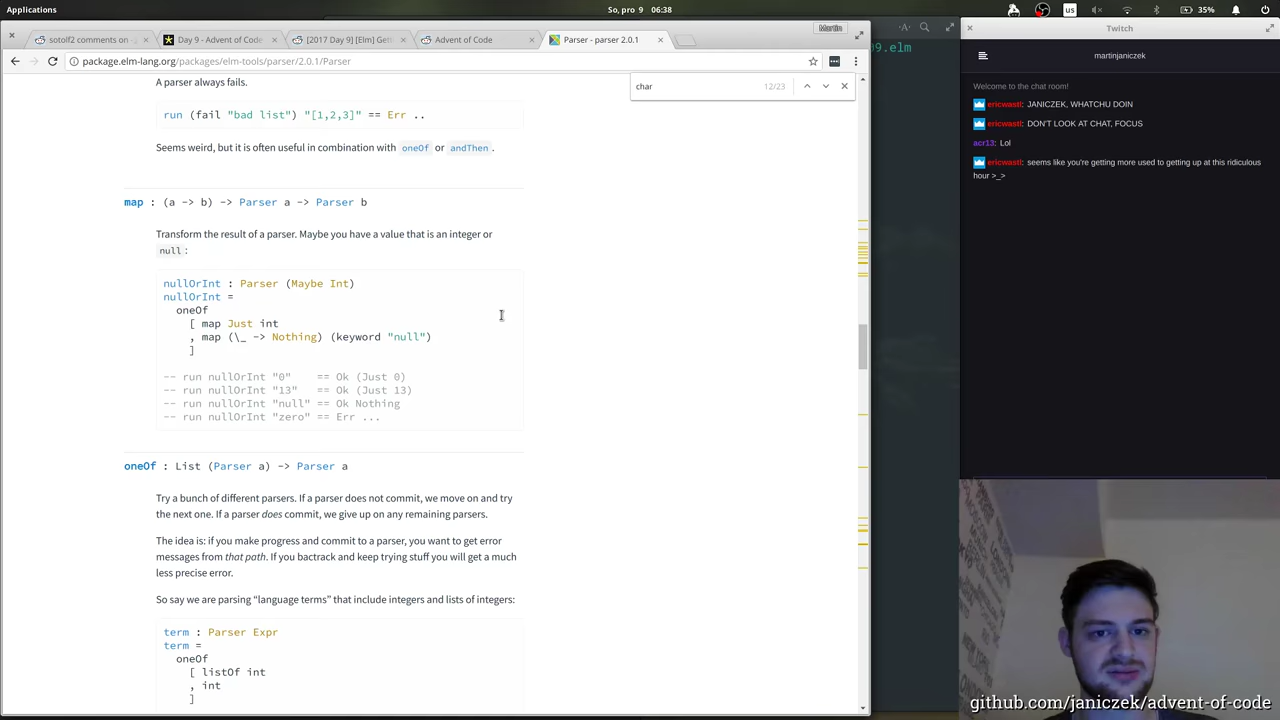 Applications
So, pro 9 06:38
us
35%
Martin
sotolf2 comments on
Day 9
[2017 Day 9] [Elm] Get
Advent of Code
Parser - parser 2.0.1
package.elm-lang.org/packages/elm-tools/parser/2.0.1/Parser
char
12/23
09.elm
A parser always fails.
run (fail "bad list") "[1,2,3]" == Err ..
Seems weird, but it is often useful in combination with oneOf or andThen.
map : (a -> b) -> Parser a -> Parser b
Transform the result of a parser. Maybe you have a value that is an integer or
null:
nullOrInt : Parser (Maybe Int)
nullOrInt =
oneOf
[ map Just int
, map (\_ -> Nothing) (keyword "null")
]
-- run nullOrInt "0" == Ok (Just 0)
-- run nullOrInt "13" == Ok (Just 13)
-- run nullOrInt "null" == Ok Nothing
-- run nullOrInt "zero" == Err ...
oneOf : List (Parser a) -> Parser a
Try a bunch of different parsers. If a parser does not commit, we move on and try
the next one. If a parser does commit, we give up on any remaining parsers.
The idea is: if you make progress and commit to a parser, you want to get error
messages from that path. If you bactrack and keep trying stuff you will get a much
less precise error.
So say we are parsing “language terms” that include integers and lists of integers:
term : Parser Expr
term =
oneOf
[ listOf int
, int
]
Twitch
martinjaniczek
Welcome to the chat room!
ericwastl: JANICZEK, WHATCHU DOIN
ericwastl: DON'T LOOK AT CHAT, FOCUS
acr13: Lol
ericwastl: seems like you're getting more used to getting up at this ridiculous
hour >_>
github.com/janiczek/advent-of-code